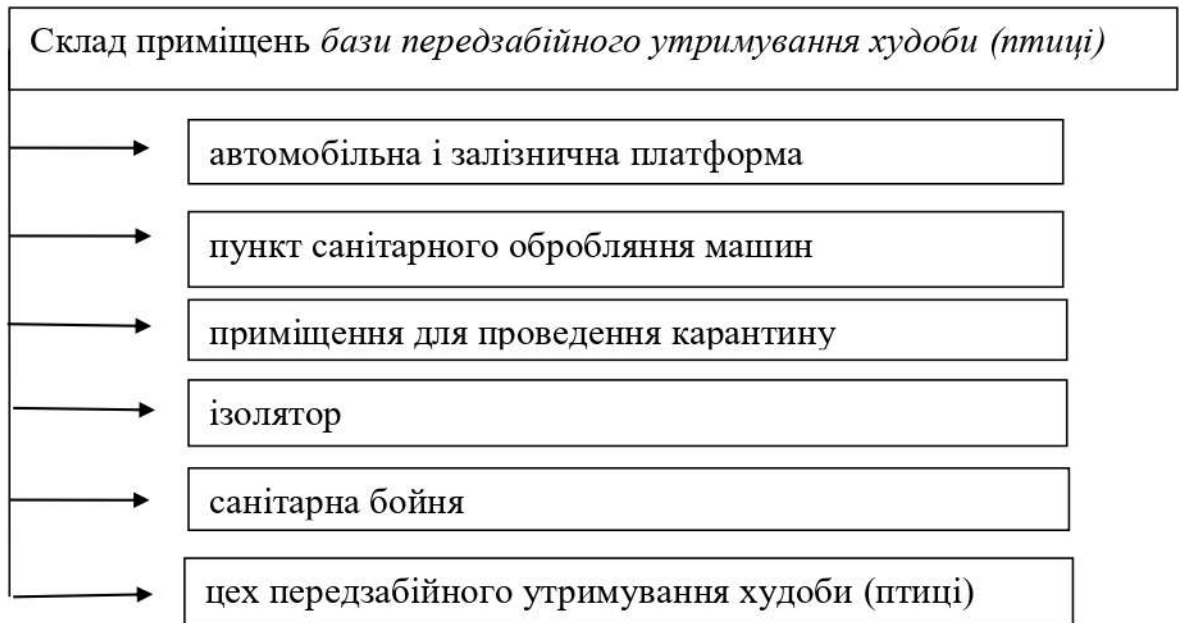 Склад приміщень бази передзабійного утримування худоби (птиці)
автомобільна і залізнична платформа
пункт санітарного обробляння машин
приміщення для проведення карантину
ізолятор
санітарна бойня
цех передзабійного утримування худоби (птиці)